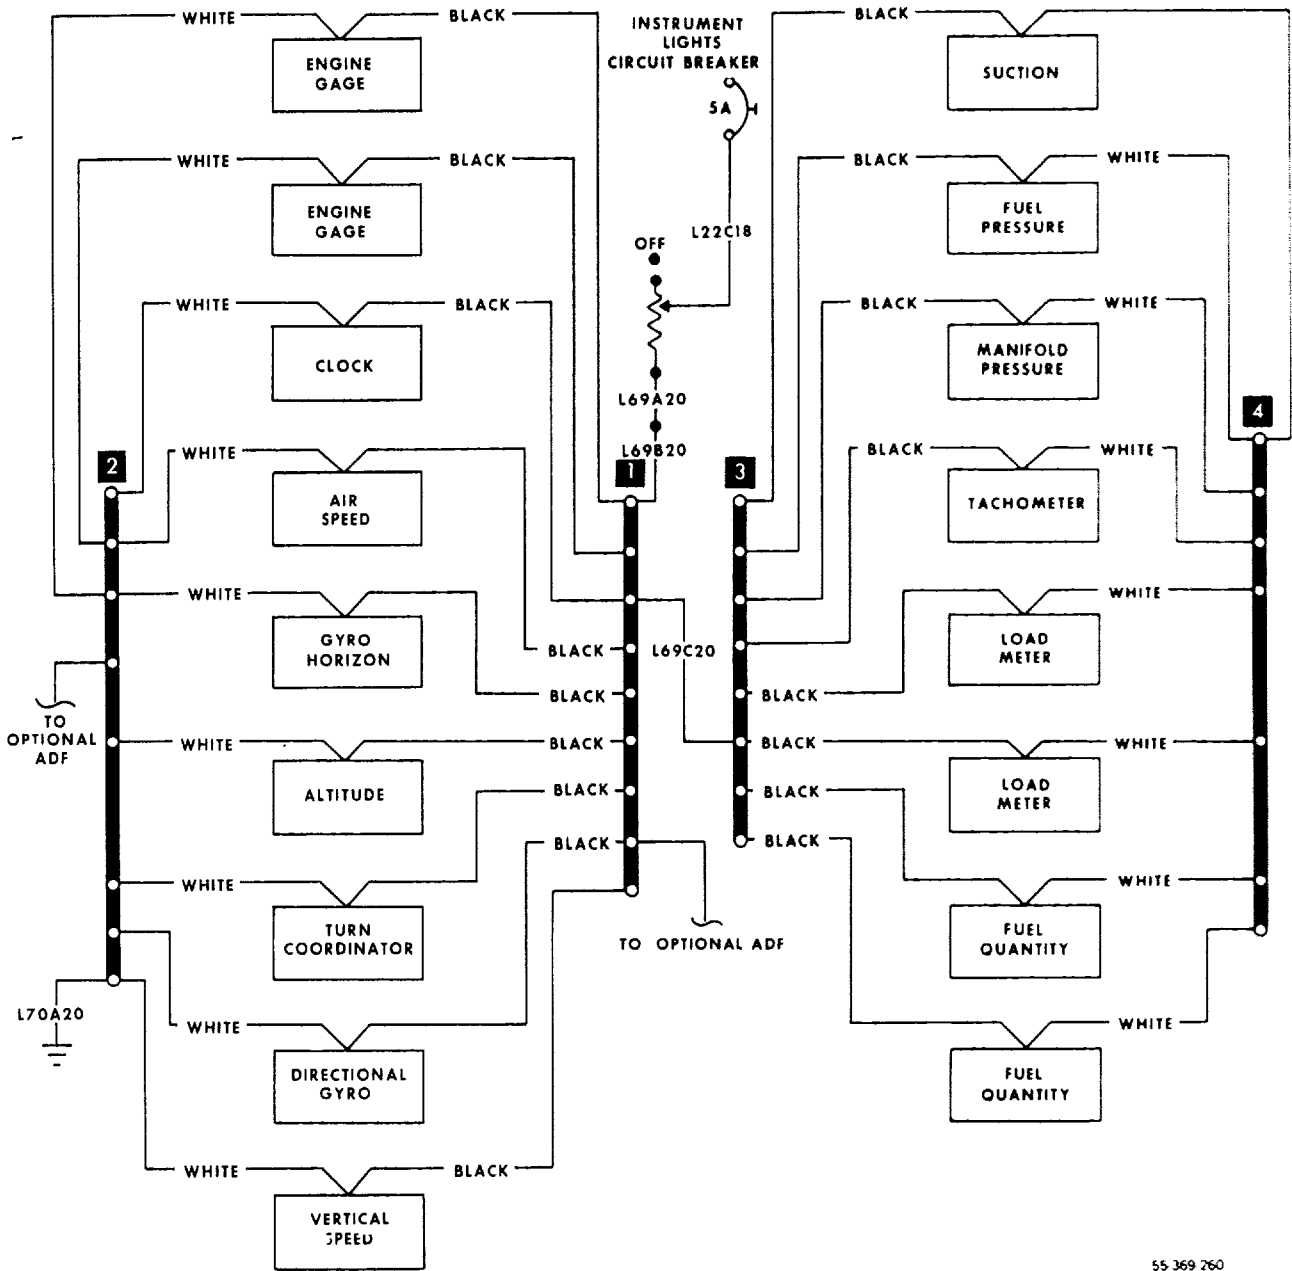 WHITE
BLACK
ENGINE
GAGE
INSTRUMENT
LIGHTS
CIRCUIT BREAKER
5A
BLACK
SUCTION
WHITE
BLACK
ENGINE
GAGE
L22C18
BLACK
WHITE
FUEL
PRESSURE
OFF
WHITE
BLACK
CLOCK
L69A20
L69B20
BLACK
WHITE
MANIFOLD
PRESSURE
2
WHITE
AIR
SPEED
1
3
BLACK
WHITE
TACHOMETER
4
WHITE
GYRO
HORIZON
BLACK
BLACK
L69C20
BLACK
WHITE
LOAD
METER
TO
OPTIONAL
ADF
WHITE
BLACK
ALTITUDE
BLACK
BLACK
WHITE
LOAD
METER
BLACK
WHITE
TURN
COORDINATOR
BLACK
TO OPTIONAL ADF
BLACK
WHITE
FUEL
QUANTITY
L70A20
WHITE
DIRECTIONAL
GYRO
WHITE
FUEL
QUANTITY
WHITE
BLACK
VERTICAL
SPEED
55-369-260